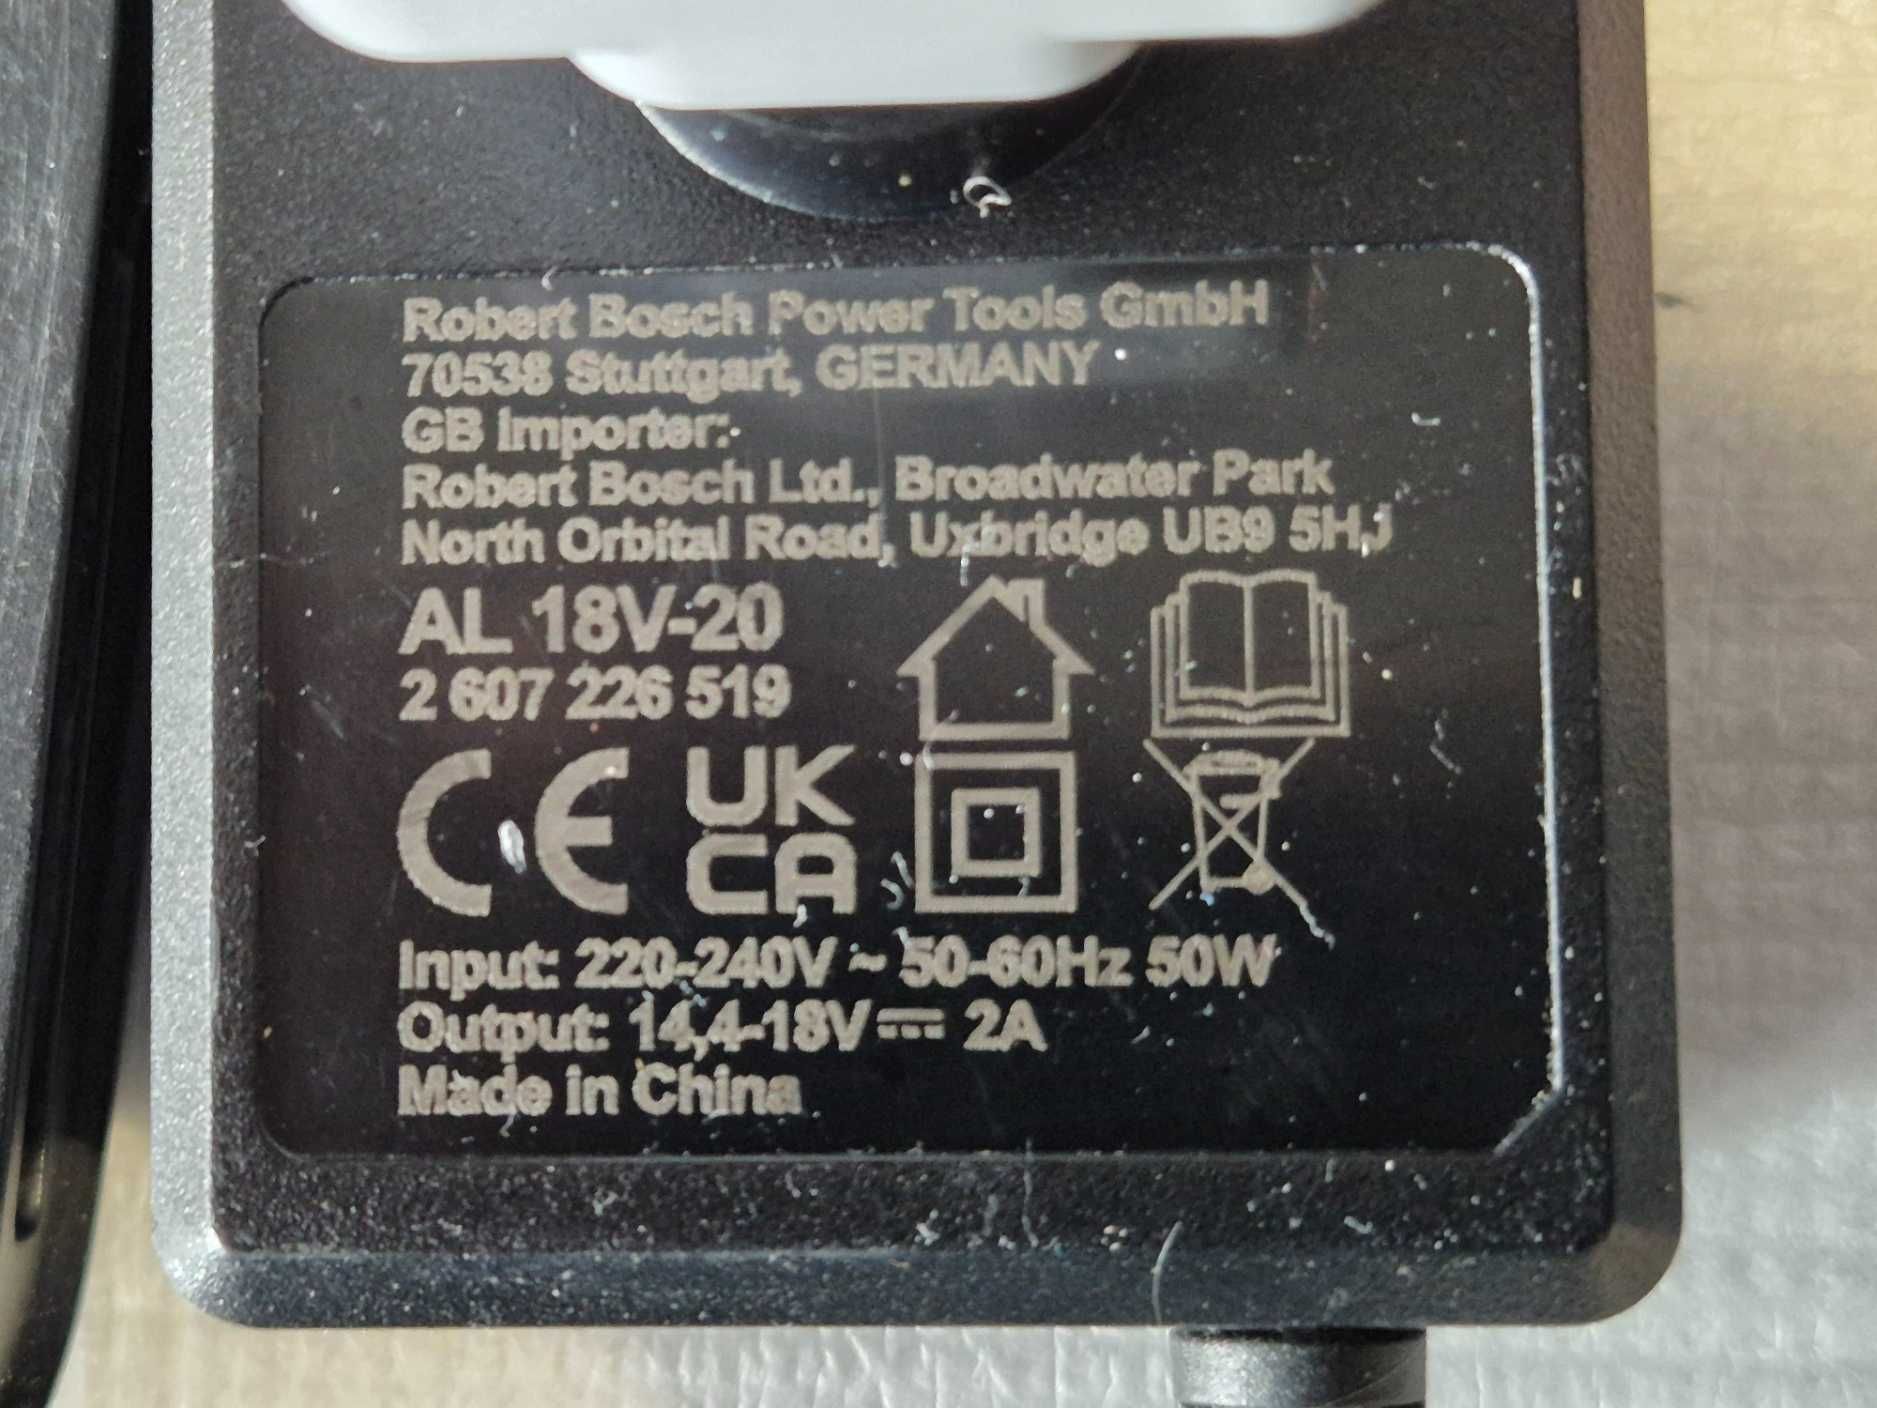 Robert Bosch Power Tools GmbH
70538 Stuttgart, GERMANY
GB Importer:
Robert Bosch Ltd., Broadwater Park
North Orbital Road, Uxbridge UB9 5HJ
AL 18V-20
2 607 226 519
CE UK
CA
Input: 220-240V ~ 50-60Hz 50W
Output: 14,4-18V⎓ 2A
Made in China